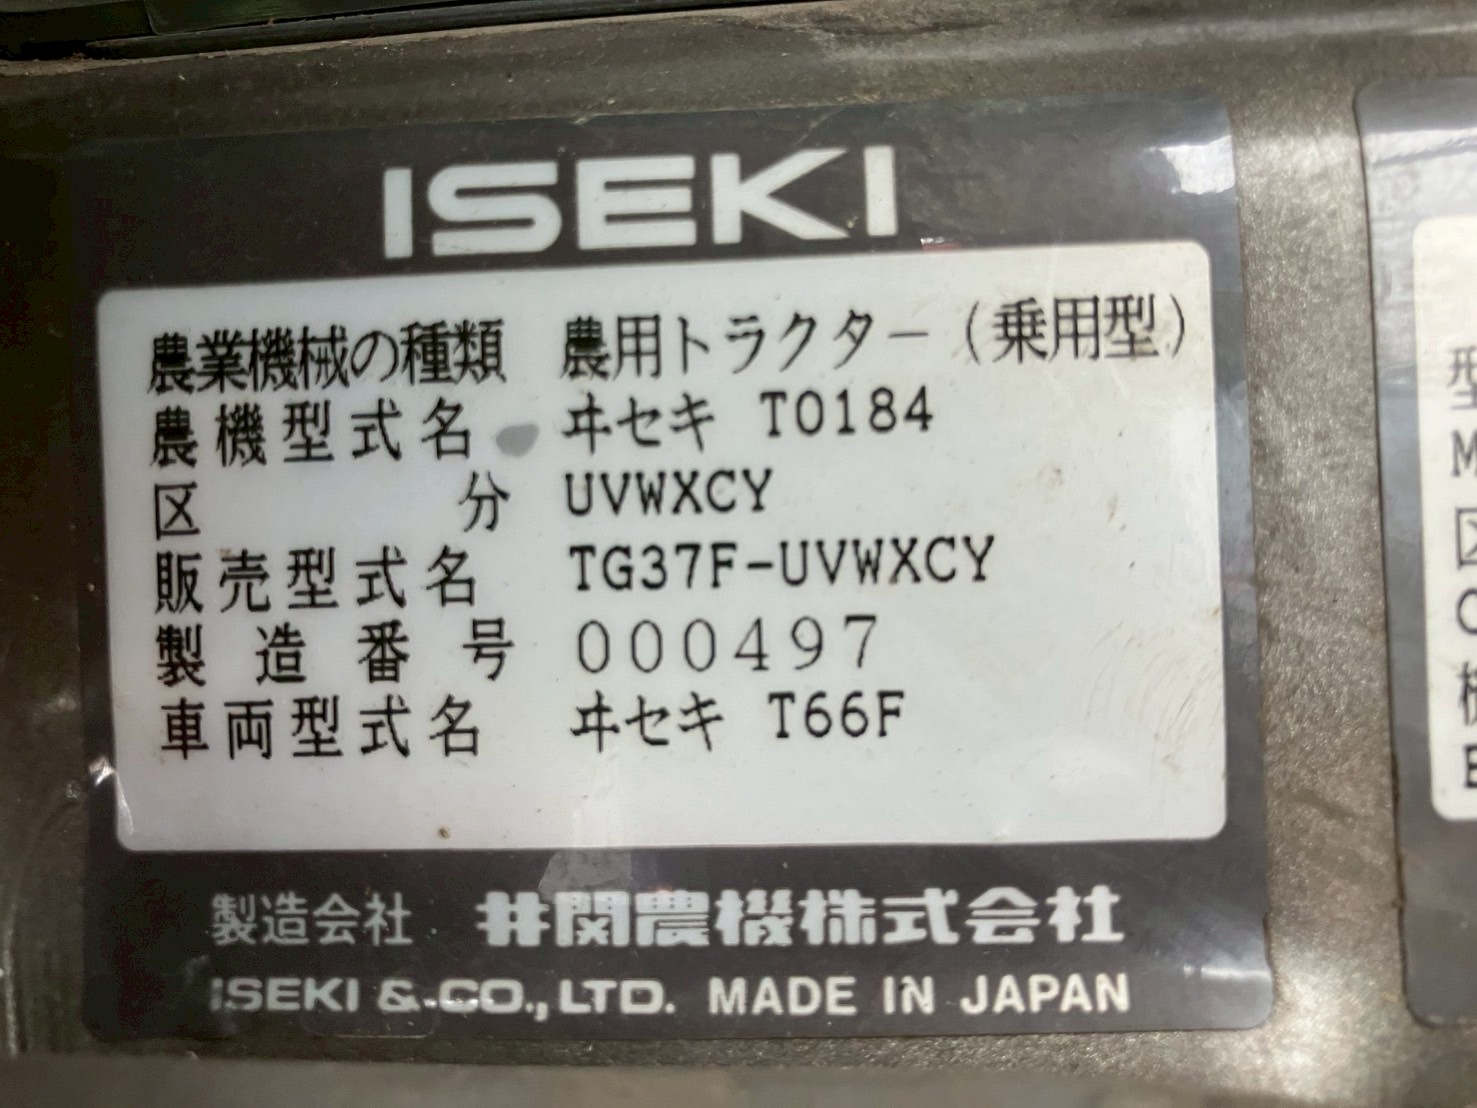 ISEKI
農業機械の種類 農用トラクター(乗用型)
農機型式名 ヰセキ T0184
区分 UVWXCY
販売型式名 TG37F-UVWXCY
製造番号 000497
車両型式名 ヰセキ T66F
製造会社 井関農機株式会社
ISEKI & CO., LTD. MADE IN JAPAN
型
M
区